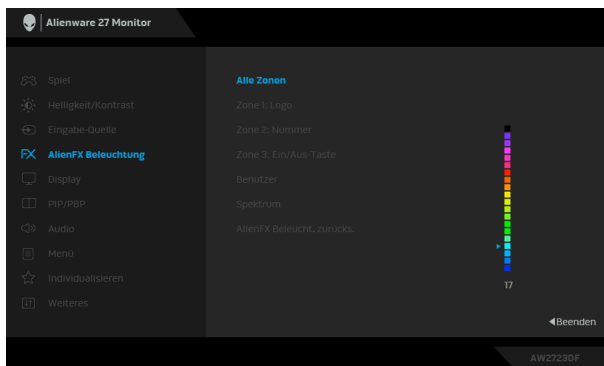 Alienware 27 Monitor
Spiel
Helligkeit/Kontrast
Eingabe-Quelle
AlienFX Beleuchtung
Display
PIP/PBP
Audio
Menü
Individualisieren
Weiteres
Alle Zonen
Zone 1: Logo
Zone 2: Nummer
Zone 3: Ein/Aus-Taste
Benutzer
Spektrum
AlienFX Beleucht. zurücks.
17
Beenden
AW2723DF